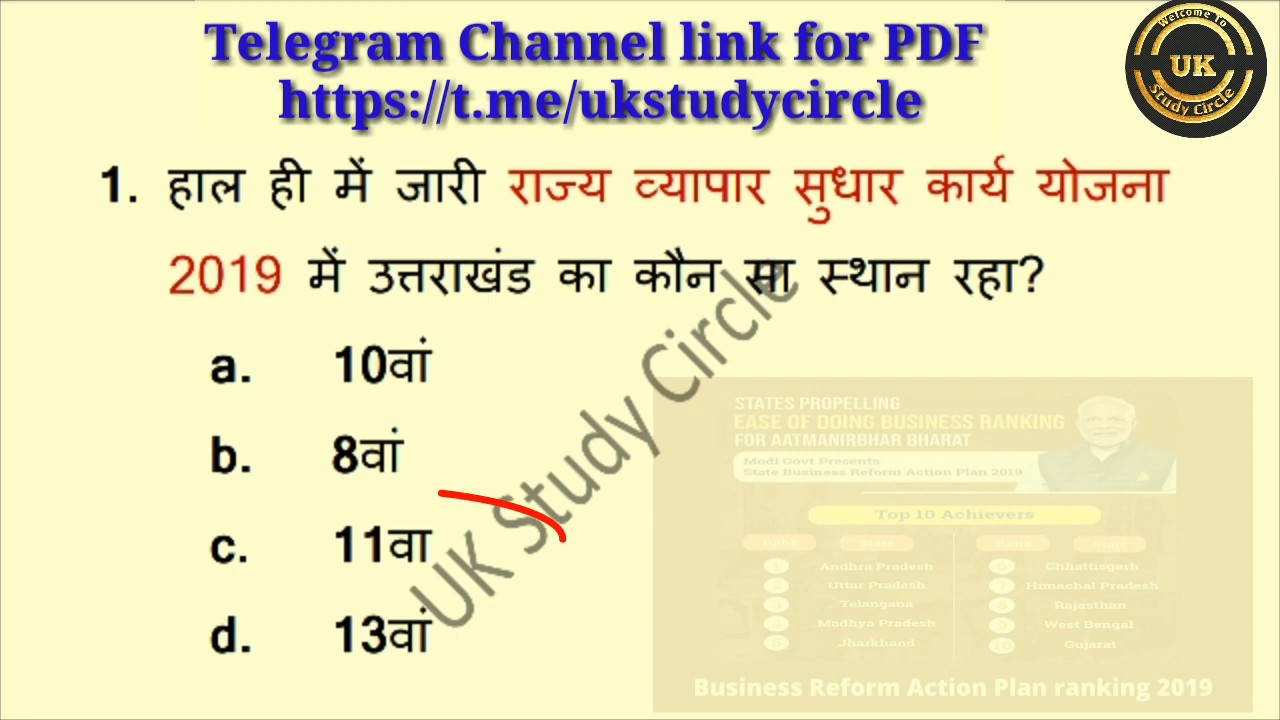 Telegram Channel link for PDF
https://t.me/ukstudycircle
Welcome To
UK
Study Circle
1. हाल ही में जारी राज्य व्यापार सुधार कार्य योजना
2019 में उत्तराखंड का कौन सा स्थान रहा?
a. 10वां
b. 8वां
c. 11वा
d. 13वां
UK Study Circle
STATES PROPELLING
EASE OF DOING BUSINESS RANKING
FOR AATMANIRBHAR BHARAT
Modi Govt Presents
State Business Reform Action Plan 2019
Top 10 Achievers
Rank State Rank State
1 Andhra Pradesh 6 Chhattisgarh
2 Uttar Pradesh 7 Himachal Pradesh
3 Telangana 8 Rajasthan
4 Madhya Pradesh 9 West Bengal
5 Jharkhand 10 Gujarat
Business Reform Action Plan ranking 2019